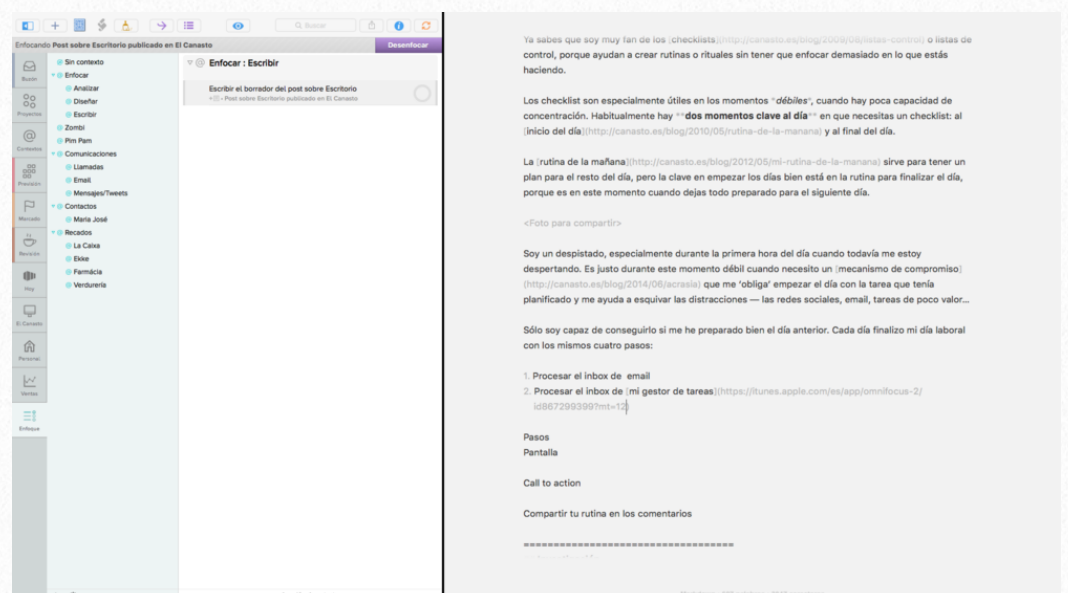 Buscar
Enfocando Post sobre Escritorio publicado en El Canasto
Desenfocar
Buzón
Proyectos
Contextos
Previsión
Marcado
Revisión
Hoy
El Canasto
Personal
Ventas
Enfoque
Sin contexto
Enfocar
Analizar
Diseñar
Escribir
Zombi
Pim Pam
Comunicaciones
Llamadas
Email
Mensajes/Tweets
Contactos
Maria José
Recados
La Caixa
Ekke
Farmácia
Verdurería
Enfocar : Escribir
Escribir el borrador del post sobre Escritorio
Post sobre Escritorio publicado en El Canasto
Ya sabes que soy muy fan de los [checklists](http://canasto.es/blog/2009/08/listas-control) o listas de
control, porque ayudan a crear rutinas o rituales sin tener que enfocar demasiado en lo que estás
haciendo.
Los checklist son especialmente útiles en los momentos *débiles*, cuando hay poca capacidad de
concentración. Habitualmente hay **dos momentos clave al día** en que necesitas un checklist: al
[inicio del día](http://canasto.es/blog/2010/05/rutina-de-la-manana) y al final del día.
La [rutina de la mañana](http://canasto.es/blog/2012/05/mi-rutina-de-la-manana) sirve para tener un
plan para el resto del día, pero la clave en empezar los días bien está en la rutina para finalizar el día,
porque es en este momento cuando dejas todo preparado para el siguiente día.
<Foto para compartir>
Soy un despistado, especialmente durante la primera hora del día cuando todavía me estoy
despertando. Es justo durante este momento débil cuando necesito un [mecanismo de compromiso]
(http://canasto.es/blog/2014/06/acrasia) que me ‘obliga’ empezar el día con la tarea que tenía
planificado y me ayuda a esquivar las distracciones — las redes sociales, email, tareas de poco valor...
Sólo soy capaz de conseguirlo si me he preparado bien el día anterior. Cada día finalizo mi día laboral
con los mismos cuatro pasos:
1. Procesar el inbox de  email
2. Procesar el inbox de [mi gestor de tareas](https://itunes.apple.com/es/app/omnifocus-2/
id867299399?mt=12)
Pasos
Pantalla
Call to action
Compartir tu rutina en los comentarios
===================================